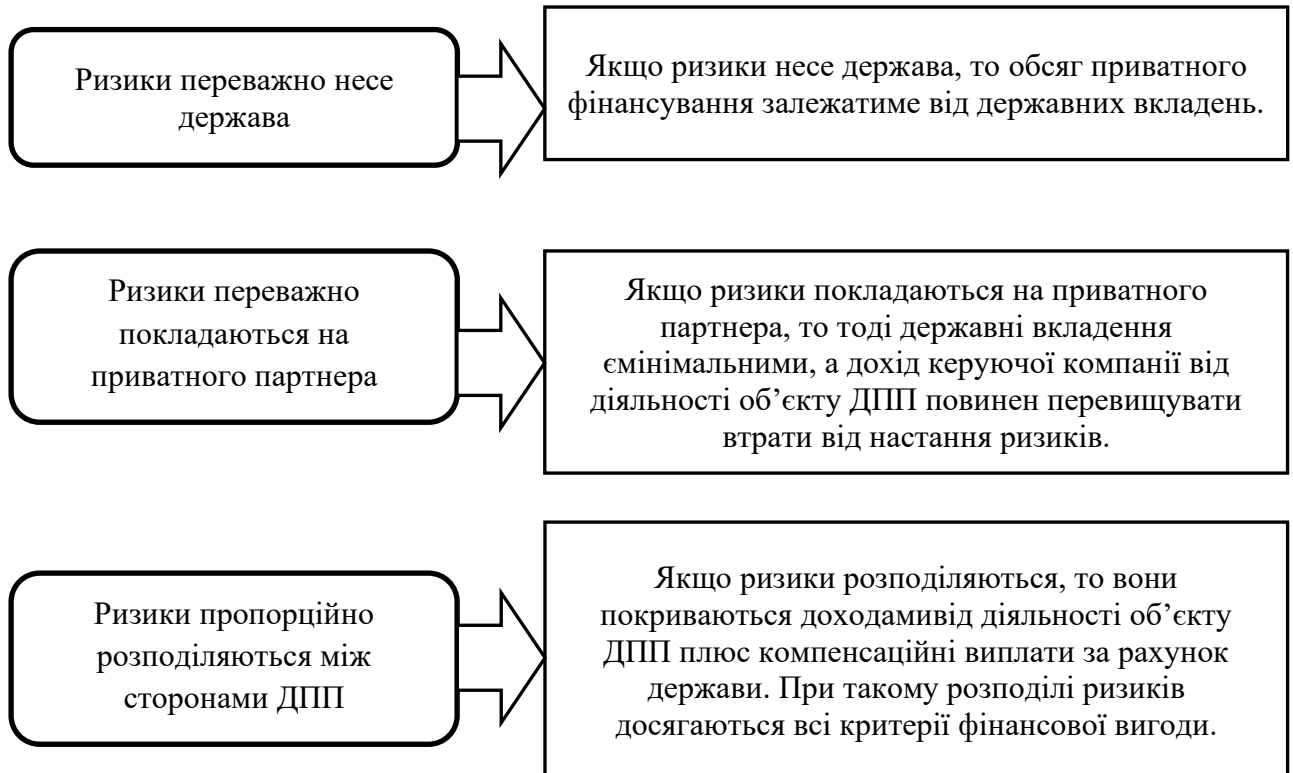 Ризики переважно несе
держава
Якщо ризики несе держава, то обсяг приватного
фінансування залежатиме від державних вкладень.
Ризики переважно
покладаються на
приватного партнера
Якщо ризики покладаються на приватного
партнера, то тоді державні вкладення
ємінімальними, а дохід керуючої компанії від
діяльності об’єкту ДПП повинен перевищувати
втрати від настання ризиків.
Ризики пропорційно
розподіляються між
сторонами ДПП
Якщо ризики розподіляються, то вони
покриваються доходамивід діяльності об’єкту
ДПП плюс компенсаційні виплати за рахунок
держави. При такому розподілі ризиків
досягаються всі критерії фінансової вигоди.